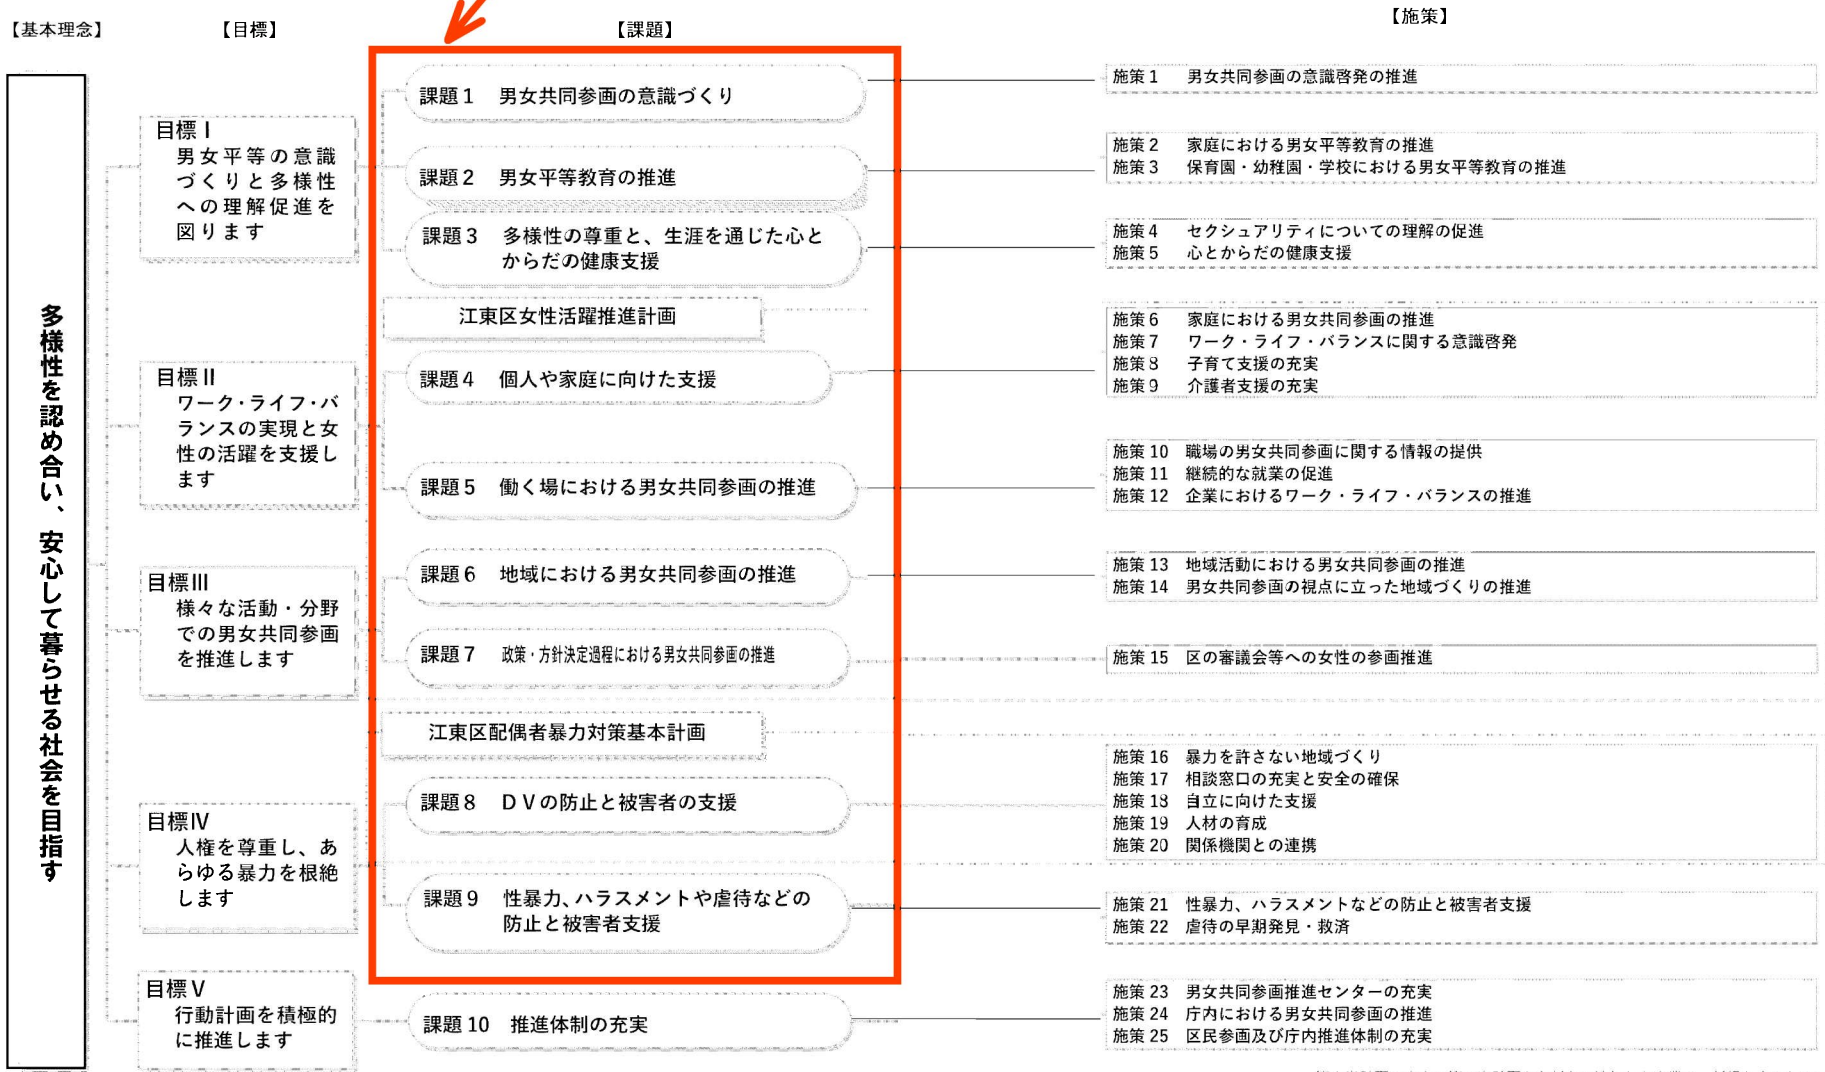 【基本理念】
【目標】
【課題】
【施策】
多様性を認め合い、安心して暮らせる社会を目指す
目標Ⅰ
男女平等の意識
づくりと多様性
への理解促進を
図ります
課題1 男女共同参画の意識づくり
施策1 男女共同参画の意識啓発の推進
課題2 男女平等教育の推進
施策2 家庭における男女平等教育の推進
施策3 保育園・幼稚園・学校における男女平等教育の推進
課題3 多様性の尊重と、生涯を通じた心と
からだの健康支援
施策4 セクシュアリティについての理解の促進
施策5 心とからだの健康支援
江東区女性活躍推進計画
目標Ⅱ
ワーク・ライフ・バ
ランスの実現と女
性の活躍を支援し
ます
課題4 個人や家庭に向けた支援
施策6 家庭における男女共同参画の推進
施策7 ワーク・ライフ・バランスに関する意識啓発
施策8 子育て支援の充実
施策9 介護者支援の充実
課題5 働く場における男女共同参画の推進
施策10 職場の男女共同参画に関する情報の提供
施策11 継続的な就業の促進
施策12 企業におけるワーク・ライフ・バランスの推進
目標Ⅲ
様々な活動・分野
での男女共同参画
を推進します
課題6 地域における男女共同参画の推進
施策13 地域活動における男女共同参画の推進
施策14 男女共同参画の視点に立った地域づくりの推進
課題7 政策・方針決定過程における男女共同参画の推進
施策15 区の審議会等への女性の参画推進
江東区配偶者暴力対策基本計画
目標Ⅳ
人権を尊重し、あ
らゆる暴力を根絶
します
課題8 DVの防止と被害者の支援
施策16 暴力を許さない地域づくり
施策17 相談窓口の充実と安全の確保
施策18 自立に向けた支援
施策19 人材の育成
施策20 関係機関との連携
課題9 性暴力、ハラスメントや虐待などの
防止と被害者支援
施策21 性暴力、ハラスメントなどの防止と被害者支援
施策22 虐待の早期発見・救済
目標Ⅴ
行動計画を積極的
に推進します
課題10 推進体制の充実
施策23 男女共同参画推進センターの充実
施策24 庁内における男女共同参画の推進
施策25 区民参画及び庁内推進体制の充実